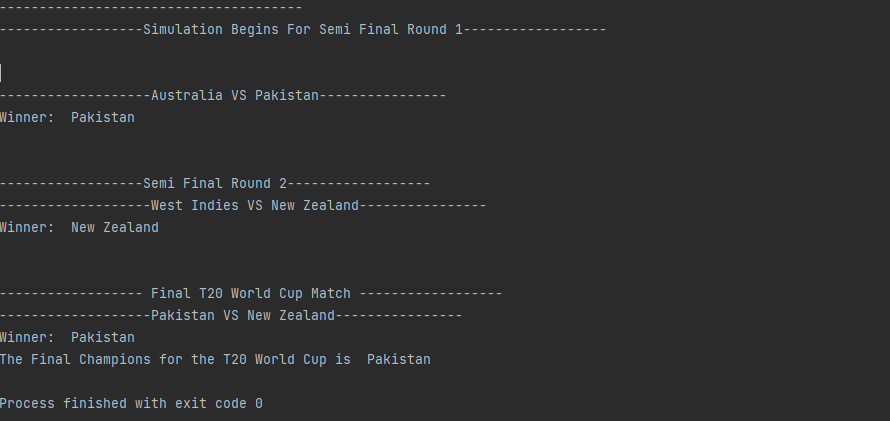 --------------------------------------
------------------Simulation Begins For Semi Final Round 1------------------
-------------------Australia VS Pakistan----------------
Winner:  Pakistan
------------------Semi Final Round 2------------------
-------------------West Indies VS New Zealand----------------
Winner:  New Zealand
------------------ Final T20 World Cup Match ------------------
-------------------Pakistan VS New Zealand----------------
Winner:  Pakistan
The Final Champions for the T20 World Cup is  Pakistan
Process finished with exit code 0